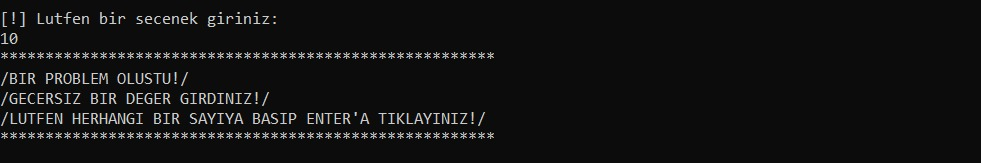 [!] Lutfen bir secenek giriniz:
10
*******************************************************
/BIR PROBLEM OLUSTU!/
/GECERSIZ BIR DEGER GIRDINIZ!/
/LUTFEN HERHANGI BIR SAYIYA BASIP ENTER'A TIKLAYINIZ!/
*******************************************************